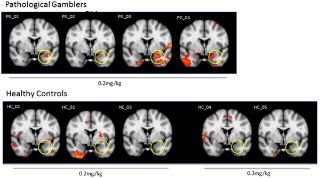 Pathological Gamblers
PG_01 PG_02 PG_03 PG_04
0.2mg/kg
Healthy Controls
HC_01 HC_02 HC_03 HC_04 HC_05
0.2mg/kg 0.3mg/kg